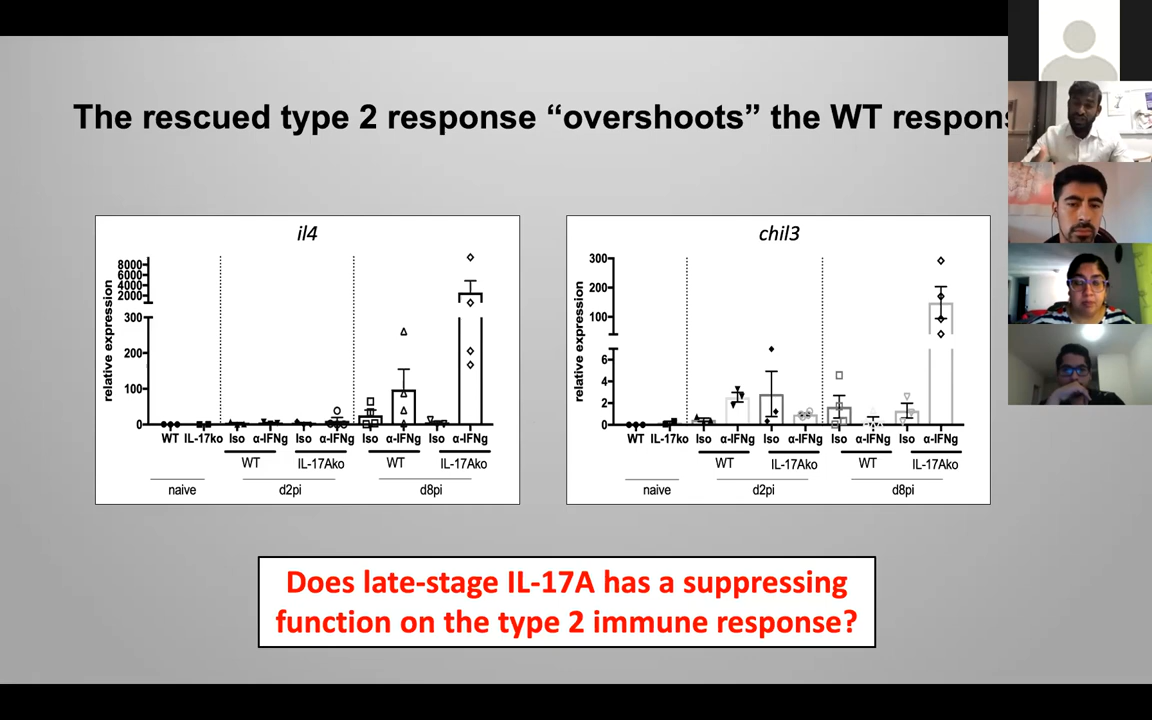 The rescued type 2 response “overshoots” the WT respons
il4
relative expression
8000
6000
4000
2000
300
200
100
0
WT IL-17ko Iso α-IFNg Iso α-IFNg Iso α-IFNg Iso α-IFNg
WT IL-17Ako WT IL-17Ako
naive d2pi d8pi
chil3
relative expression
300
200
100
6
4
2
0
WT IL-17ko Iso α-IFNg Iso α-IFNg Iso α-IFNg Iso α-IFNg
WT IL-17Ako WT IL-17Ako
naive d2pi d8pi
Does late-stage IL-17A has a suppressing
function on the type 2 immune response?